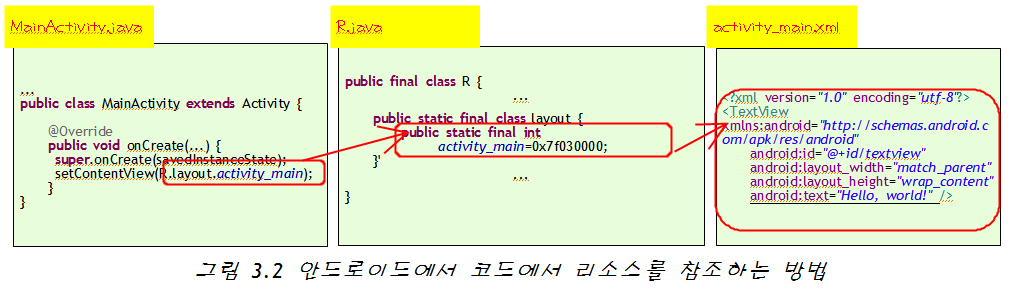 MainActivity.java
...
public class MainActivity extends Activity {
@Override
public void onCreate(...) {
super.onCreate(savedInstanceState);
setContentView(R.layout.activity_main);
}
}
R.java
public final class R {
...
public static final class layout {
public static final int
activity_main=0x7f030000;
}
...
}
activity_main.xml
<?xml version="1.0" encoding="utf-8"?>
<TextView
xmlns:android="http://schemas.android.c
om/apk/res/android"
android:id="@+id/textview"
android:layout_width="match_parent"
android:layout_height="wrap_content"
android:text="Hello, world!" />
그림 3.2 안드로이드에서 코드에서 리소스를 참조하는 방법